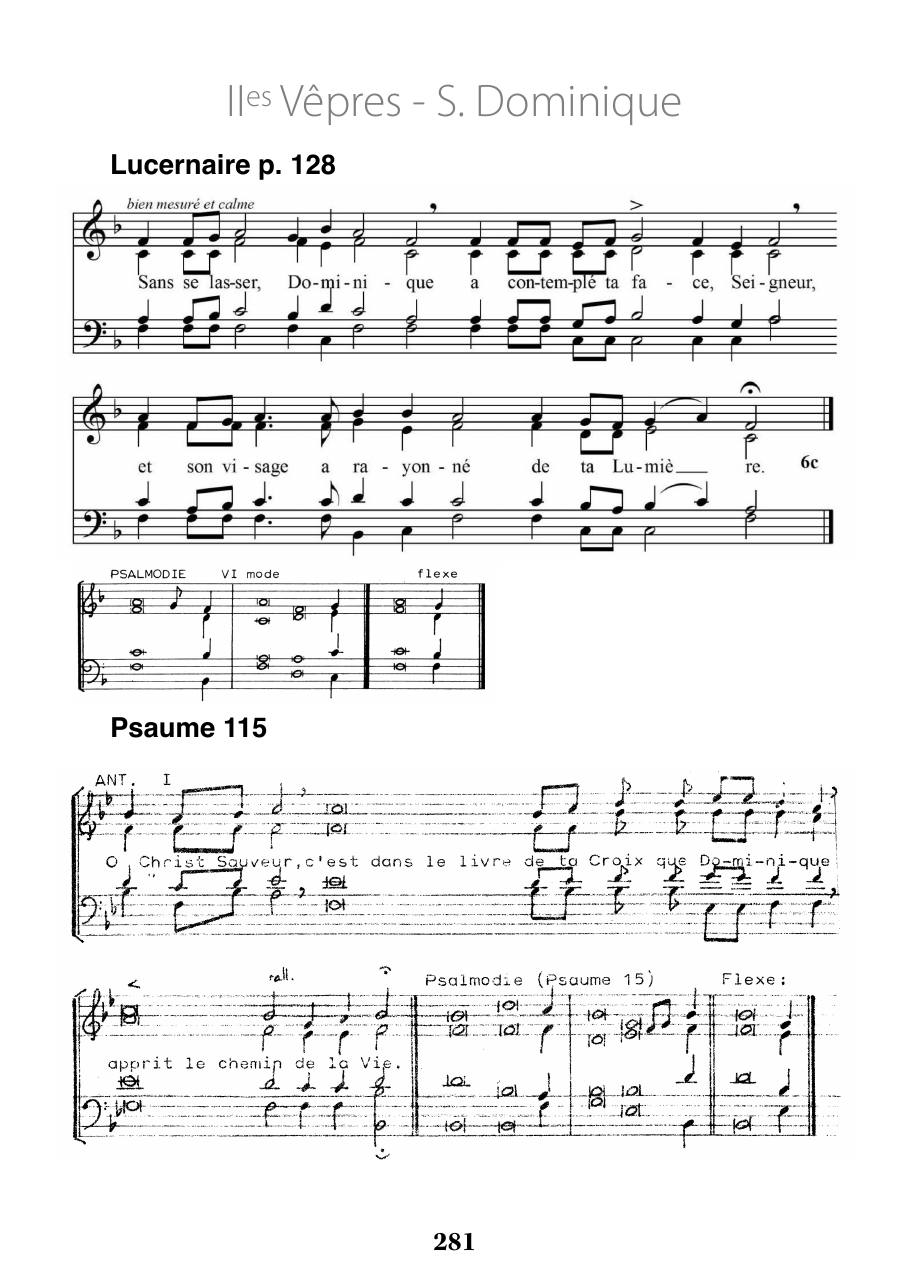 IIes Vêpres - S. Dominique
Lucernaire p. 128
bien mesuré et calme
Sans se las-ser, Do-mi-ni - que a con-tem-plé ta fa - ce, Sei-gneur,
et son vi-sage a ra-yon-né de ta Lu-miè re. 6c
PSALMODIE VI mode flexe
Psaume 115
ANT. I
O Christ Sauveur,c'est dans le livre de ta Croix que Do-mi-ni-que
rall. Psalmodie (Psaume 15) Flexe:
apprit le chemin de la Vie.
281